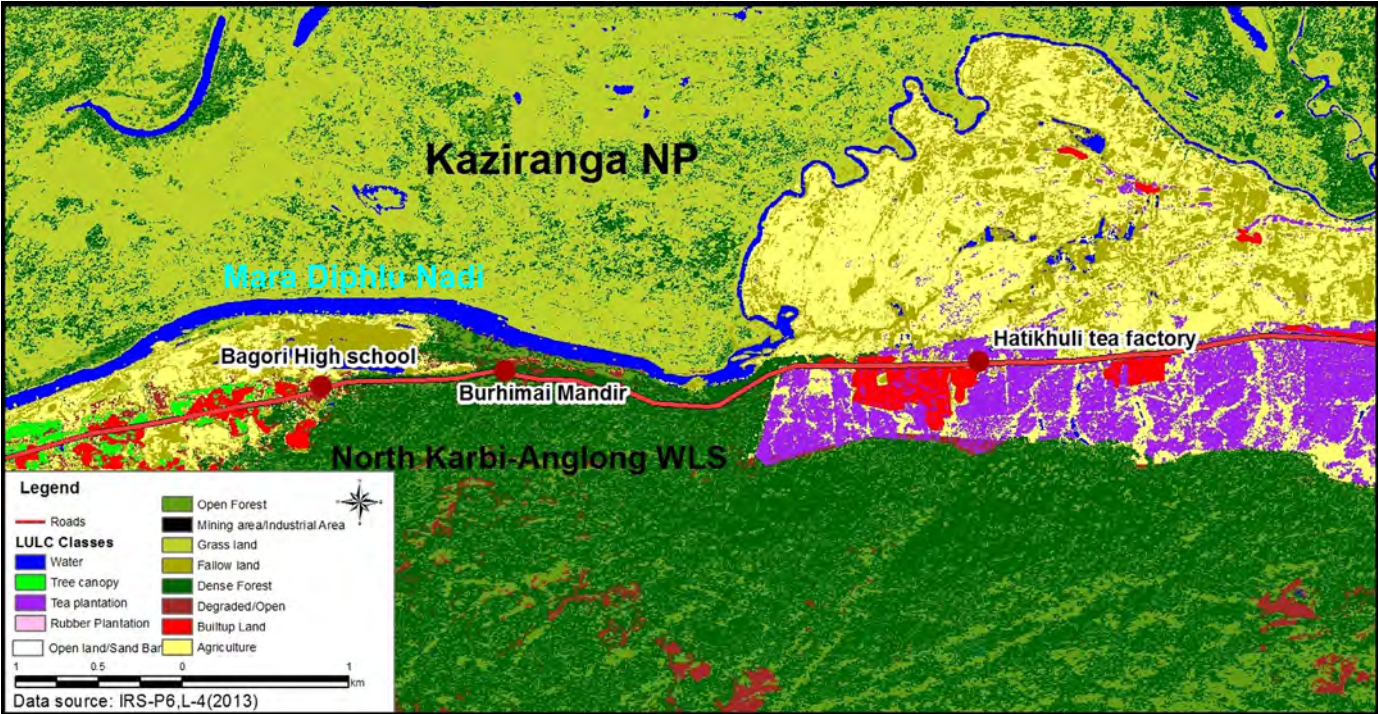 Kaziranga NP
Mara Diphlu Nadi
Bagori High school
Hatikhuli tea factory
Burhimai Mandir
North Karbi-Anglong WLS
Legend
Roads
LULC Classes
Water
Tree canopy
Tea plantation
Rubber Plantation
Open land/Sand Bar
Open Forest
Mining area/Industrial Area
Grass land
Fallow land
Dense Forest
Degraded/Open
Builtup Land
Agriculture
1 0.5 0 1
km
Data source: IRS-P6,L-4(2013)